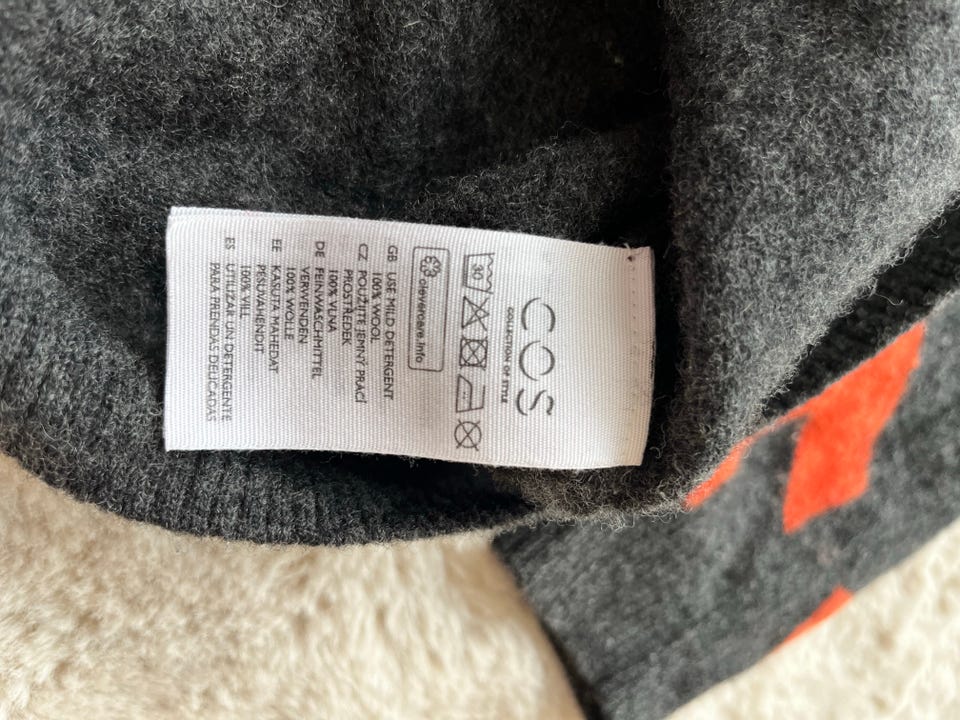 COS
COLLECTION OF STYLE
30
clevercare.info
GB USE MILD DETERGENT
100% WOOL
CZ POUŽIJTE JEMNÝ PRACÍ
PROSTŘEDEK
100% VLNA
DE FEINWASCHMITTEL
VERWENDEN
100% WOLLE
EE KASUTA MAHEDAT
PESUVAHENDIT
100% VILL
ES UTILIZAR UN DETERGENTE
PARA PRENDAS DELICADAS